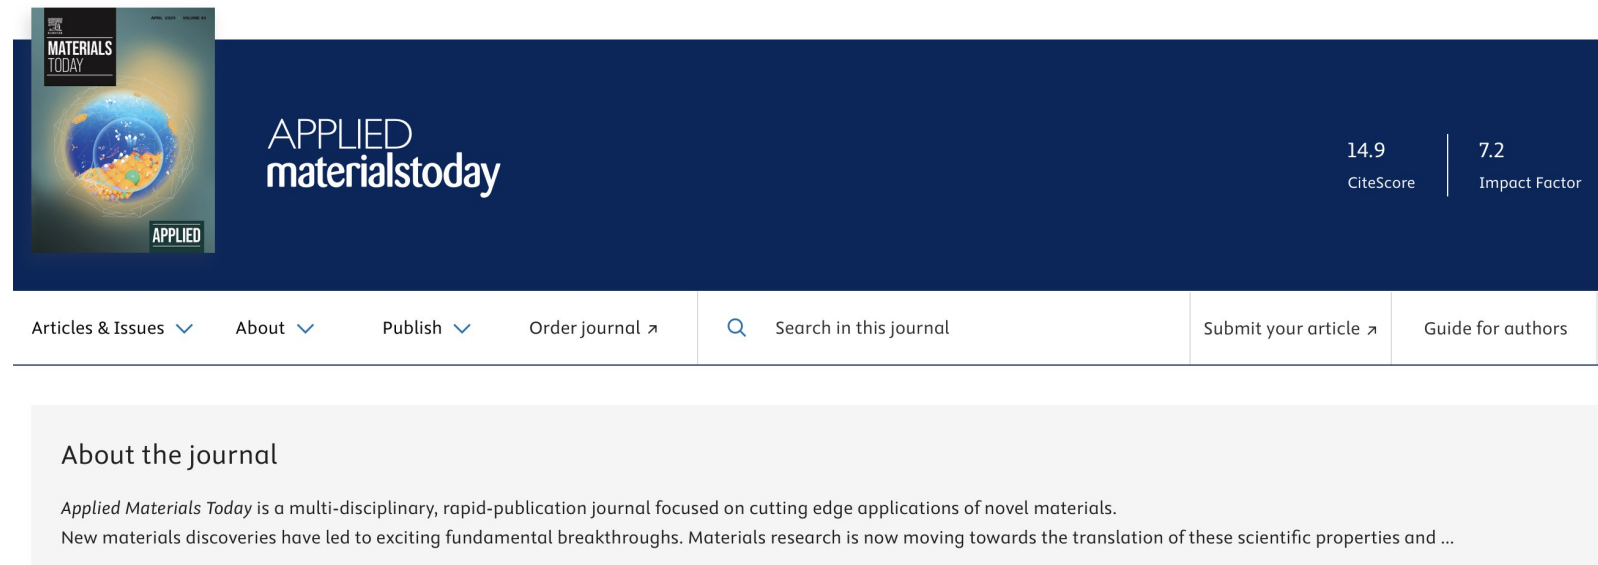 MATERIALS
TODAY
APPLIED
APPLIED
materialstoday
14.9
CiteScore
7.2
Impact Factor
Articles & Issues
About
Publish
Order journal ↗
Search in this journal
Submit your article ↗
Guide for authors
About the journal
Applied Materials Today is a multi-disciplinary, rapid-publication journal focused on cutting edge applications of novel materials.
New materials discoveries have led to exciting fundamental breakthroughs. Materials research is now moving towards the translation of these scientific properties and ...